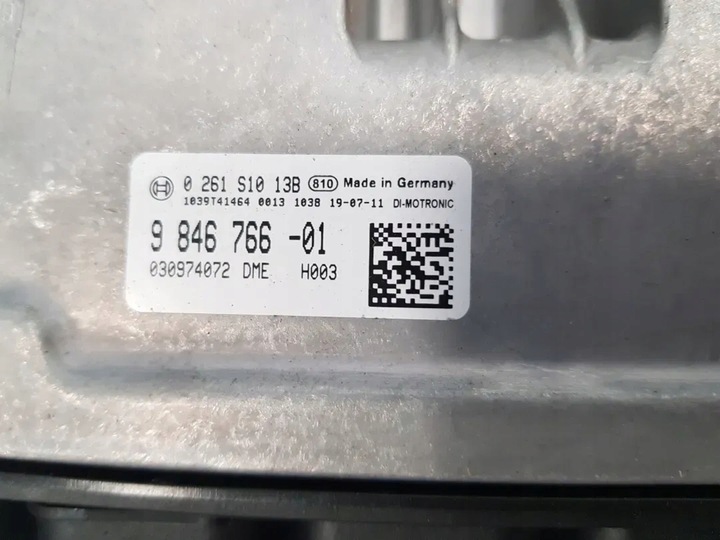 0 261 S10 13B 810 Made in Germany
1039T41464 0013 1038 19-07-11 DI-MOTRONIC
9 846 766 -01
030974072 DME H003